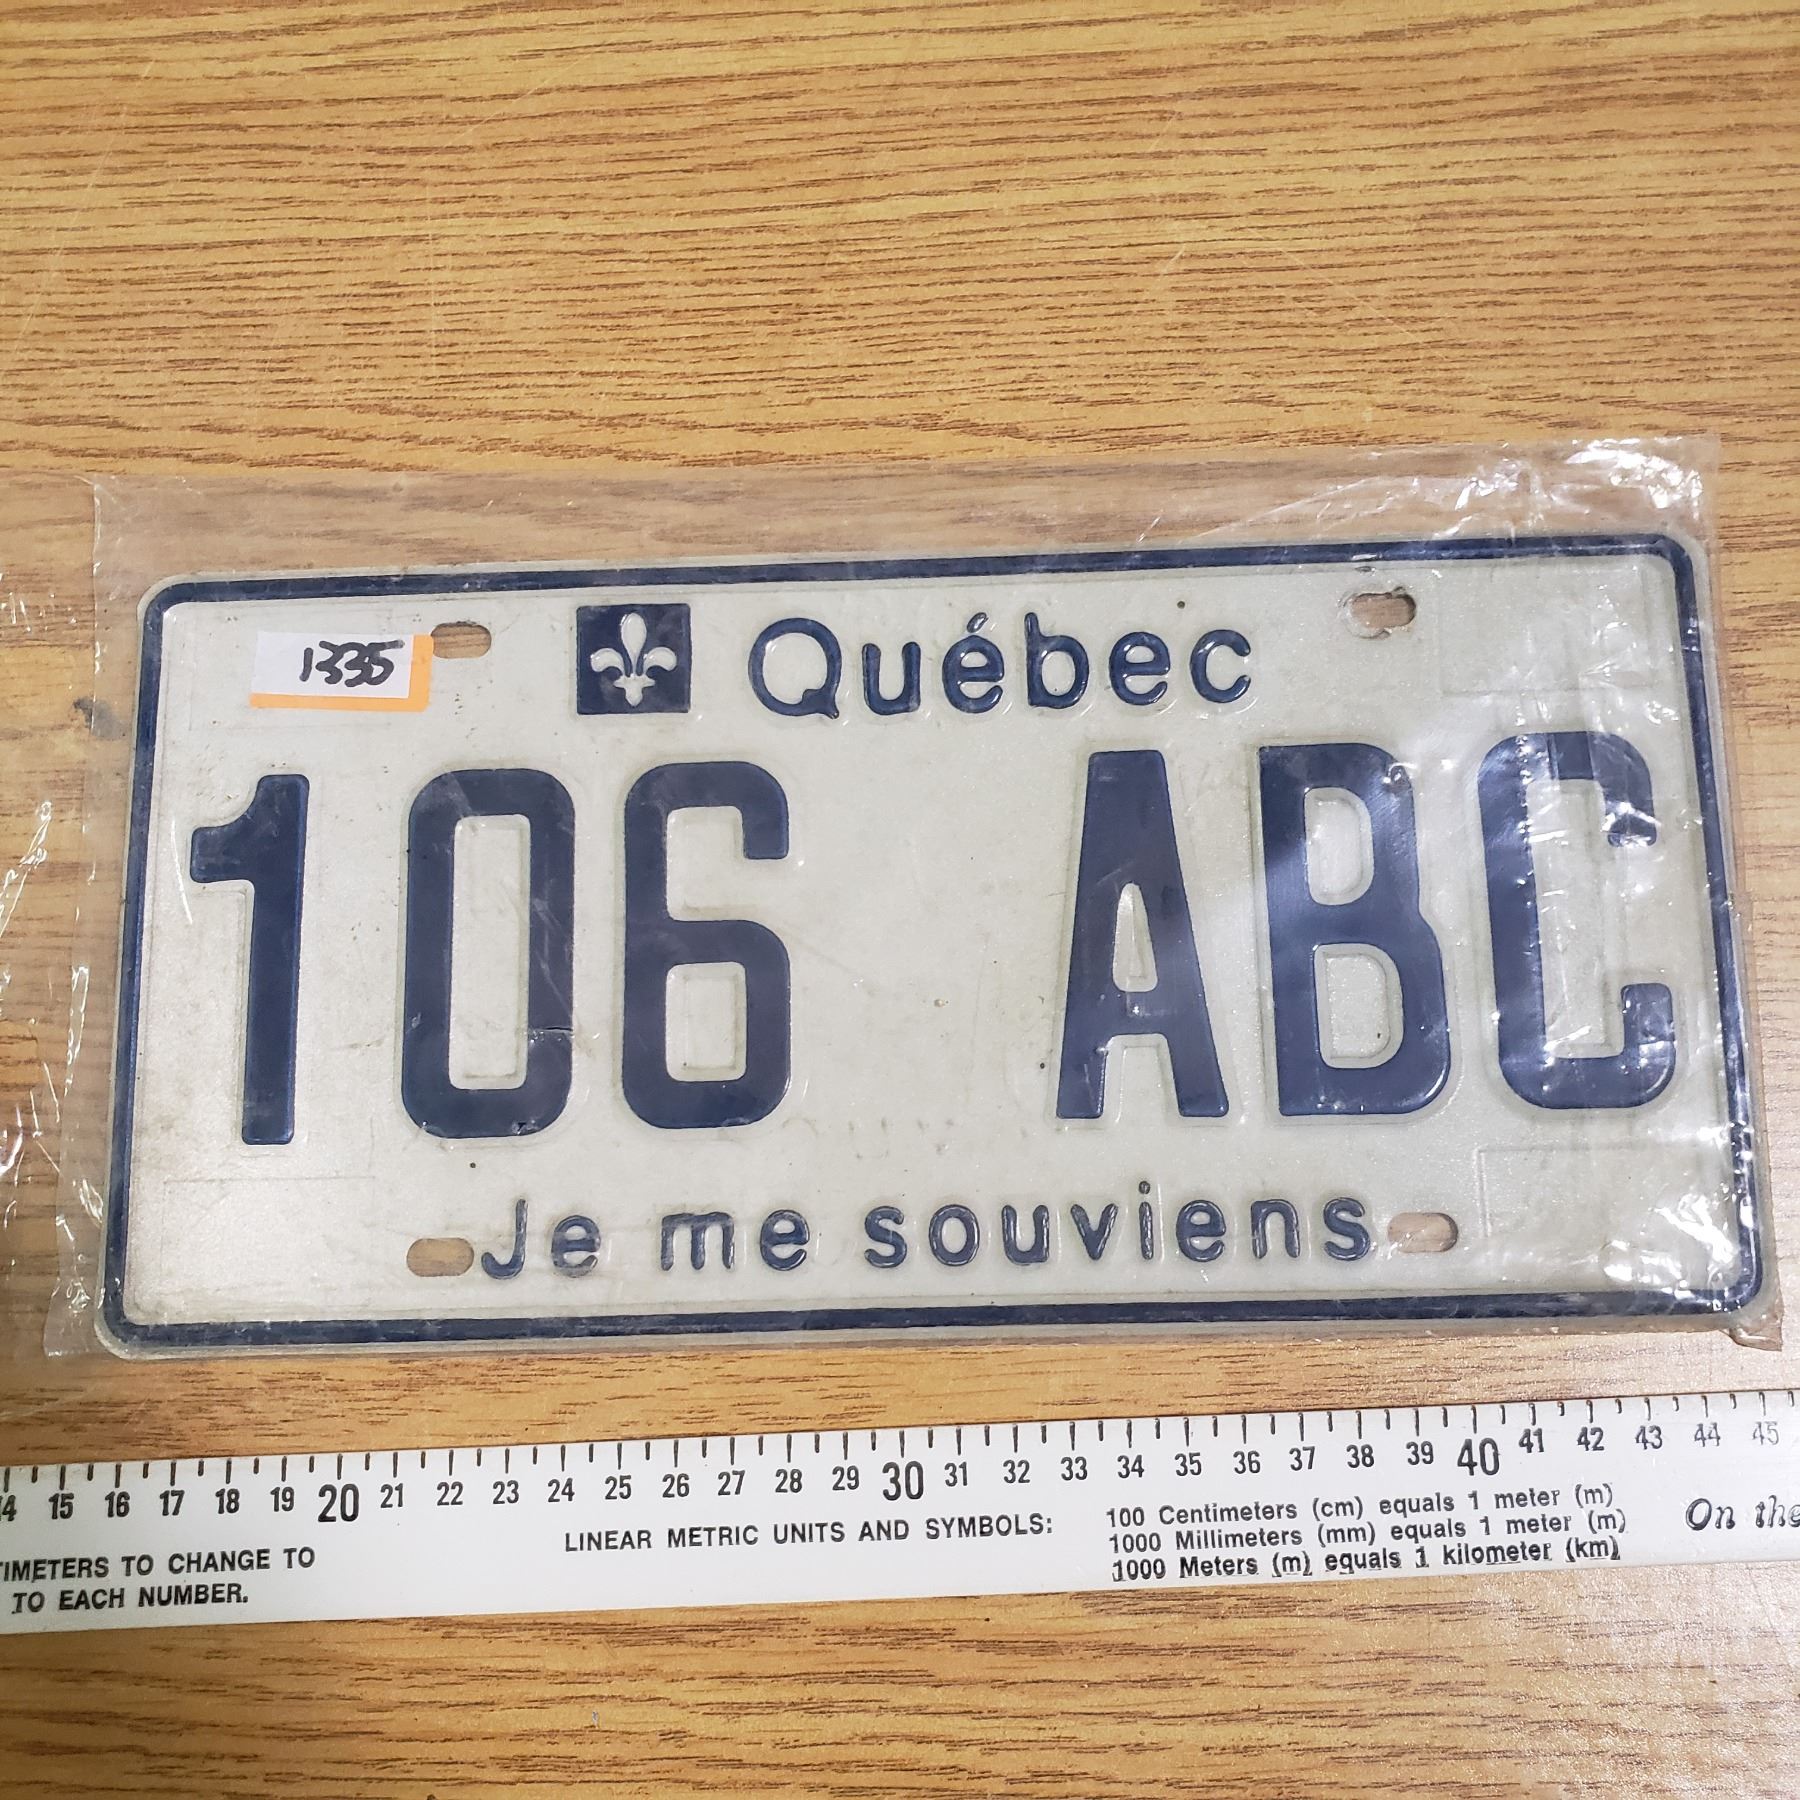 1335
Québec
106 ABC
Je me souviens
14 15 16 17 18 19 20 21 22 23 24 25 26 27 28 29 30 31 32 33 34 35 36 37 38 39 40 41 42 43 44 45
TIMETERS TO CHANGE TO
TO EACH NUMBER.
LINEAR METRIC UNITS AND SYMBOLS:
100 Centimeters (cm) equals 1 meter (m)
1000 Millimeters (mm) equals 1 meter (m)
1000 Meters (m) equals 1 kilometer (km)
On the